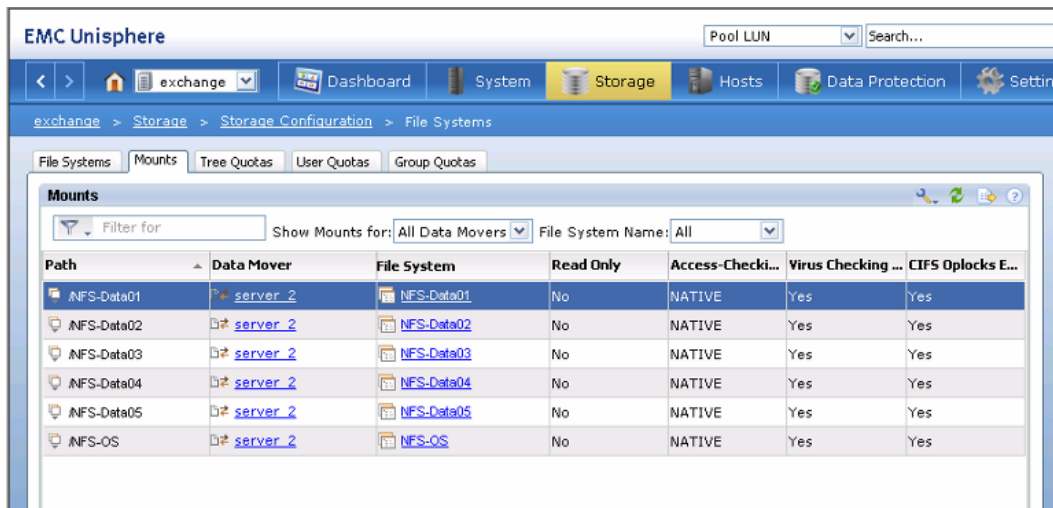 EMC Unisphere Pool LUN Search...
< > exchange Dashboard System Storage Hosts Data Protection Settin
exchange > Storage > Storage Configuration > File Systems
File Systems Mounts Tree Quotas User Quotas Group Quotas
Mounts
Filter for Show Mounts for: All Data Movers File System Name: All
Path Data Mover File System Read Only Access-Checki... Virus Checking ... CIFS Oplocks E...
/NFS-Data01 server_2 NFS-Data01 No NATIVE Yes Yes
/NFS-Data02 server_2 NFS-Data02 No NATIVE Yes Yes
/NFS-Data03 server_2 NFS-Data03 No NATIVE Yes Yes
/NFS-Data04 server_2 NFS-Data04 No NATIVE Yes Yes
/NFS-Data05 server_2 NFS-Data05 No NATIVE Yes Yes
/NFS-OS server_2 NFS-OS No NATIVE Yes Yes